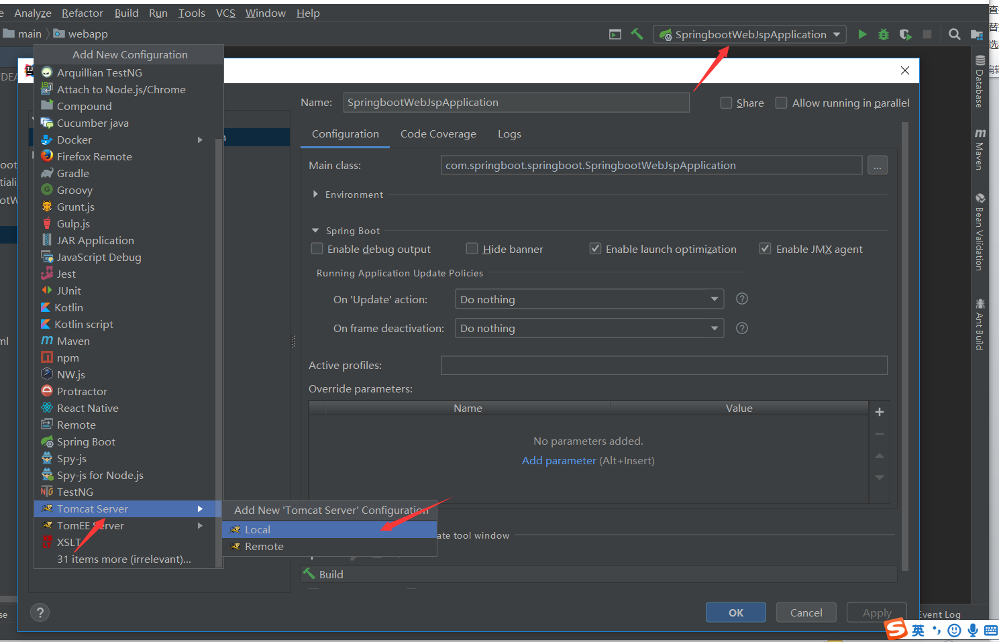 e Analyze Refactor Build Run Tools VCS Window Help
main webapp
SpringbootWebJspApplication
Add New Configuration
Arquillian TestNG
Attach to Node.js/Chrome
Compound
Cucumber java
Docker
Firefox Remote
Gradle
Groovy
Grunt.js
Gulp.js
JAR Application
JavaScript Debug
Jest
JUnit
Kotlin
Kotlin script
Maven
npm
NW.js
Protractor
React Native
Remote
Spring Boot
Spy-js
Spy-js for Node.js
TestNG
Tomcat Server
TomEE Server
XSLT
31 items more (irrelevant)...
Add New 'Tomcat Server' Configuration
Local
Remote
Name: SpringbootWebJspApplication
Share Allow running in parallel
Configuration Code Coverage Logs
Main class: com.springboot.springboot.SpringbootWebJspApplication ...
Environment
Spring Boot
Enable debug output Hide banner Enable launch optimization Enable JMX agent
Running Application Update Policies
On 'Update' action: Do nothing ?
On frame deactivation: Do nothing ?
Active profiles:
Override parameters:
Name Value
No parameters added.
Add parameter (Alt+Insert)
ate tool window
Build
? OK Cancel Apply
Database
Maven
Bean Validation
Ant Build
Event Log
DEA
oot
tiali
otW
ml
se
英